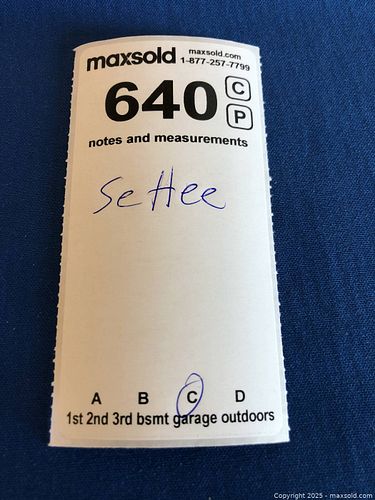 maxsold maxsold.com
1-877-257-7799
640 C
P
notes and measurements
Settee
A B C D
1st 2nd 3rd bsmt garage outdoors
Copyright 2025 - maxsold.com